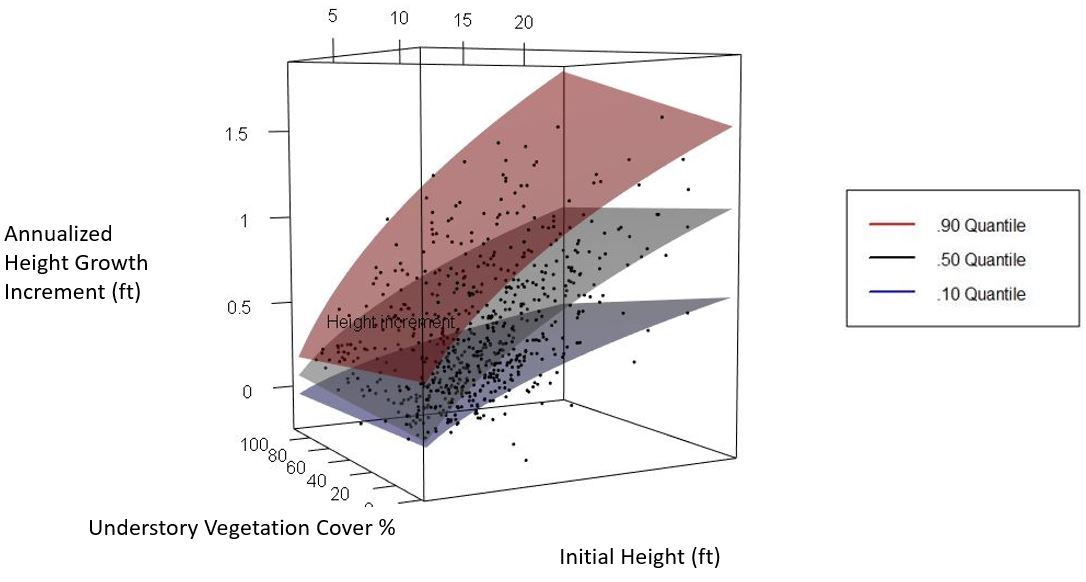 5 10 15 20
1.5
1
0.5
0
Annualized
Height Growth
Increment (ft)
Height increment
100
80
60
40
20
0
Understory Vegetation Cover %
Initial Height (ft)
.90 Quantile
.50 Quantile
.10 Quantile